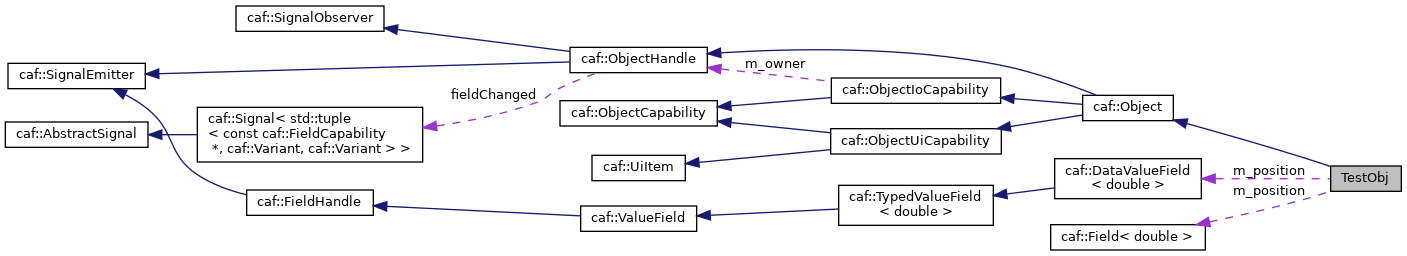 caf::SignalObserver
caf::SignalEmitter
caf::AbstractSignal
caf::Signal< std::tuple
< const caf::FieldCapability
*, caf::Variant, caf::Variant > >
caf::FieldHandle
fieldChanged
caf::ObjectHandle
caf::ObjectCapability
caf::UiItem
caf::ValueField
m_owner
caf::ObjectIoCapability
caf::ObjectUiCapability
caf::TypedValueField
< double >
caf::Object
caf::DataValueField
< double >
caf::Field< double >
m_position
m_position
TestObj